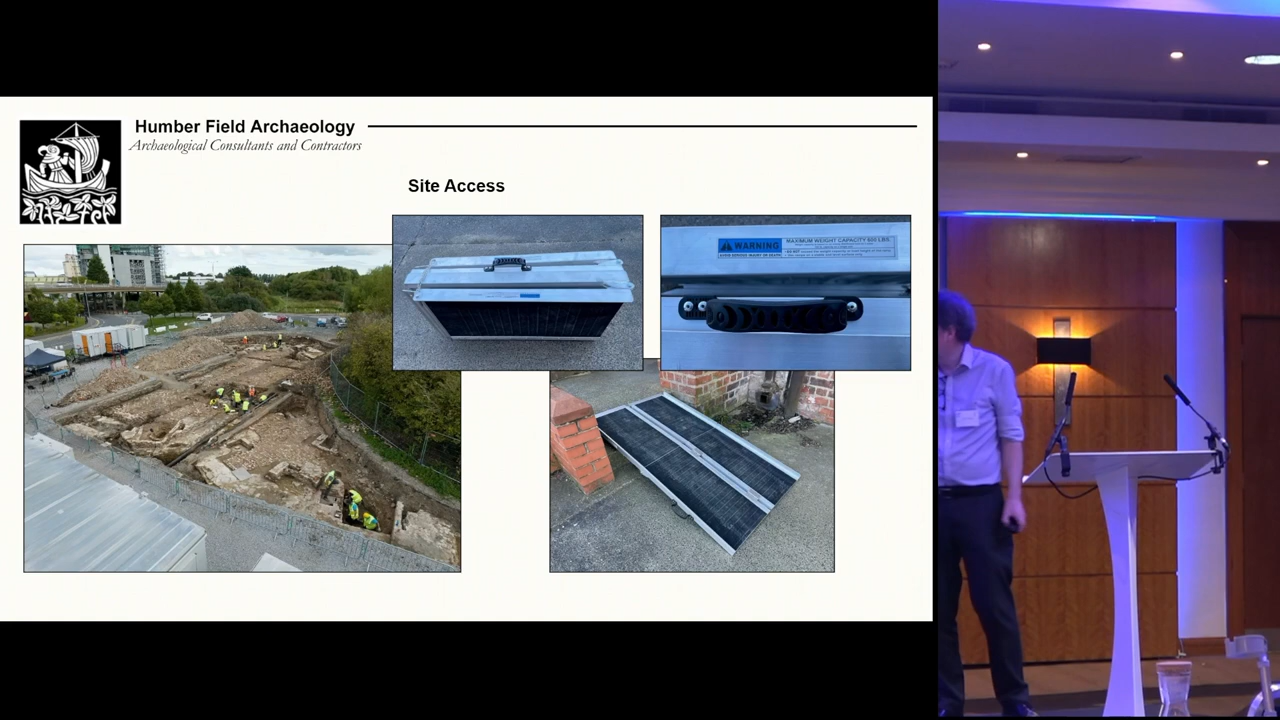 Humber Field Archaeology
Archaeological Consultants and Contractors
Site Access
WARNING
MAXIMUM WEIGHT CAPACITY 600 LBS